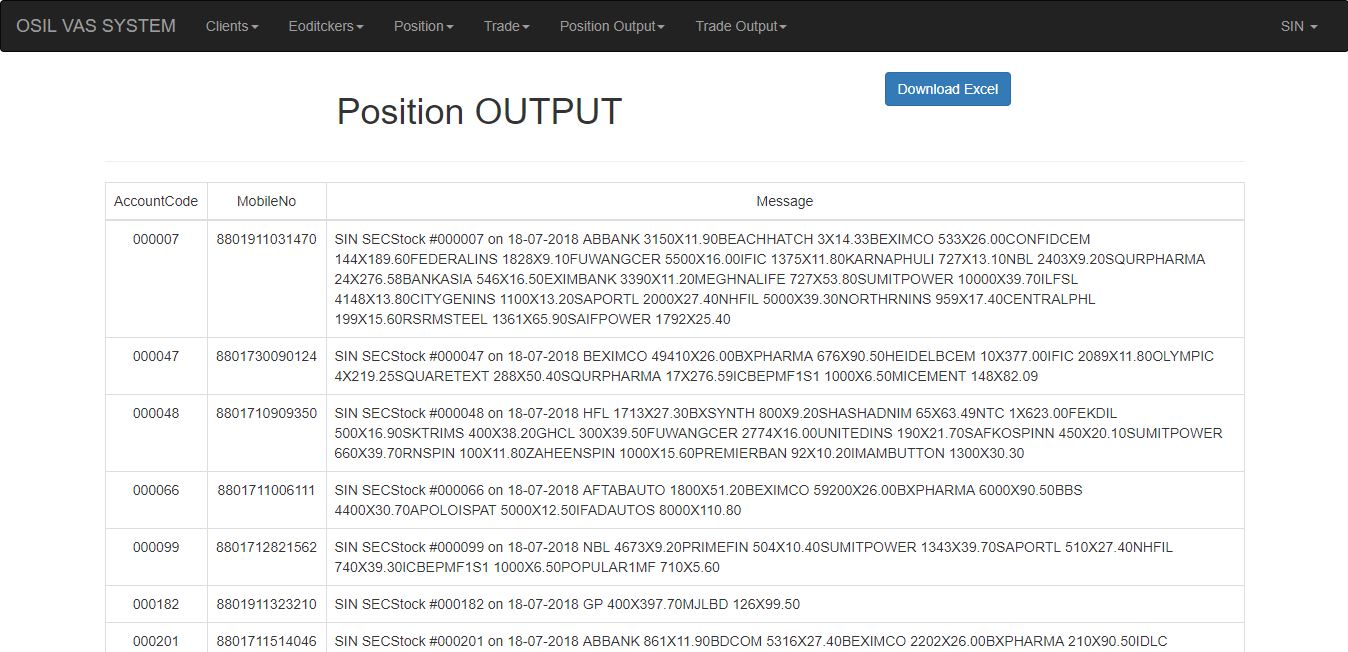 OSIL VAS SYSTEM Clients Eoditckers Position Trade Position Output Trade Output SIN
Download Excel
Position OUTPUT
AccountCode MobileNo Message
000007 8801911031470 SIN SECStock #000007 on 18-07-2018 ABBANK 3150X11.90BEACHHATCH 3X14.33BEXIMCO 533X26.00CONFIDCEM
144X189.60FEDERALINS 1828X9.10FUWANGCER 5500X16.00IFIC 1375X11.80KARNAPHULI 727X13.10NBL 2403X9.20SQURPHARMA
24X276.58BANKASIA 546X16.50EXIMBANK 3390X11.20MEGHNALIFE 727X53.80SUMITPOWER 10000X39.70ILFSL
4148X13.80CITYGENINS 1100X13.20SAPORTL 2000X27.40NHFIL 5000X39.30NORTHRNINS 959X17.40CENTRALPHL
199X15.60RSRMSTEEL 1361X65.90SAIFPOWER 1792X25.40
000047 8801730090124 SIN SECStock #000047 on 18-07-2018 BEXIMCO 49410X26.00BXPHARMA 676X90.50HEIDELBCEM 10X377.00IFIC 2089X11.80OLYMPIC
4X219.25SQUARETEXT 288X50.40SQURPHARMA 17X276.59ICBEPMF1S1 1000X6.50MICEMENT 148X82.09
000048 8801710909350 SIN SECStock #000048 on 18-07-2018 HFL 1713X27.30BXSYNTH 800X9.20SHASHADNIM 65X63.49NTC 1X623.00FEKDIL
500X16.90SKTRIMS 400X38.20GHCL 300X39.50FUWANGCER 2774X16.00UNITEDINS 190X21.70SAFKOSPINN 450X20.10SUMITPOWER
660X39.70RNSPIN 100X11.80ZAHEENSPIN 1000X15.60PREMIERBAN 92X10.20IMAMBUTTON 1300X30.30
000066 8801711006111 SIN SECStock #000066 on 18-07-2018 AFTABAUTO 1800X51.20BEXIMCO 59200X26.00BXPHARMA 6000X90.50BBS
4400X30.70APOLOISPAT 5000X12.50IFADAUTOS 8000X110.80
000099 8801712821562 SIN SECStock #000099 on 18-07-2018 NBL 4673X9.20PRIMEFIN 504X10.40SUMITPOWER 1343X39.70SAPORTL 510X27.40NHFIL
740X39.30ICBEPMF1S1 1000X6.50POPULAR1MF 710X5.60
000182 8801911323210 SIN SECStock #000182 on 18-07-2018 GP 400X397.70MJLBD 126X99.50
000201 8801711514046 SIN SECStock #000201 on 18-07-2018 ABBANK 861X11.90BDCOM 5316X27.40BEXIMCO 2202X26.00BXPHARMA 210X90.50IDLC